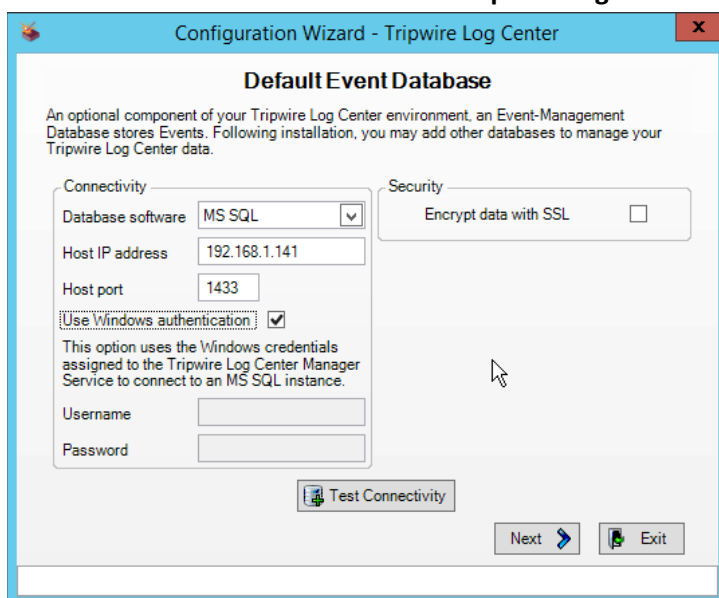 Configuration Wizard - Tripwire Log Center
x
Default Event Database
An optional component of your Tripwire Log Center environment, an Event-Management
Database stores Events. Following installation, you may add other databases to manage your
Tripwire Log Center data.
Connectivity
Database software MS SQL
Host IP address 192.168.1.141
Host port 1433
Use Windows authentication
This option uses the Windows credentials
assigned to the Tripwire Log Center Manager
Service to connect to an MS SQL instance.
Username
Password
Security
Encrypt data with SSL
Test Connectivity
Next
Exit